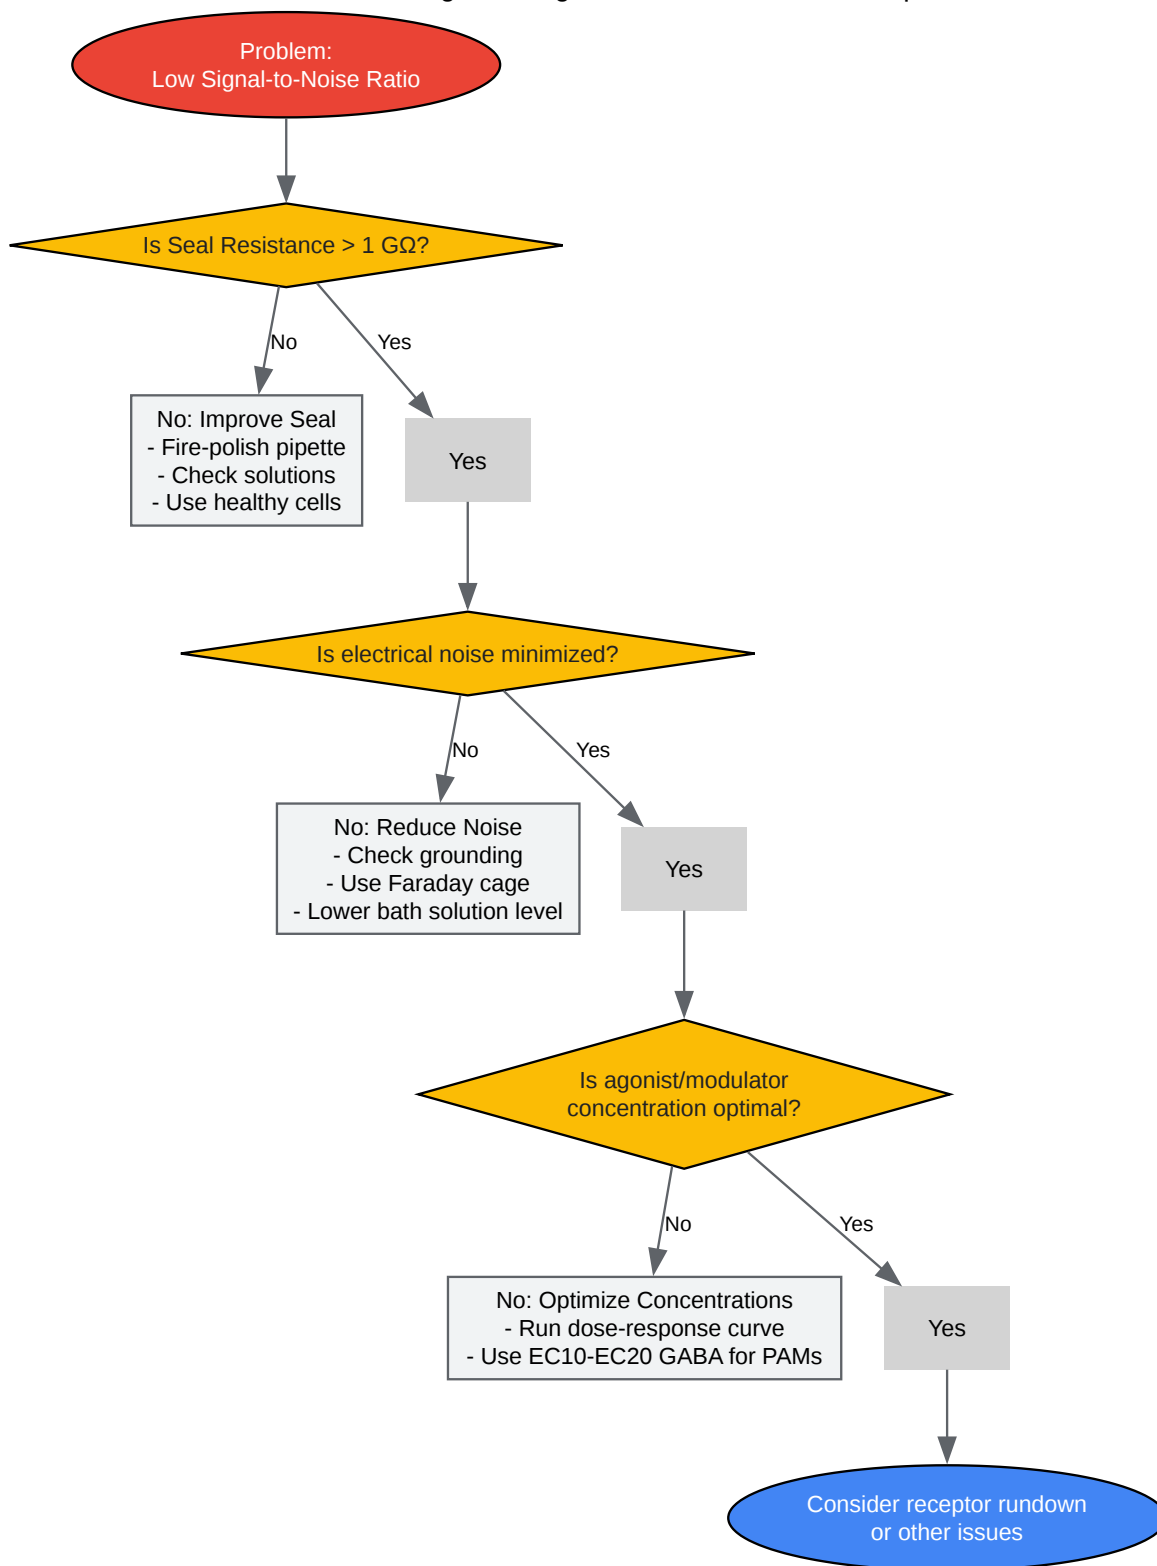 Problem:
Low Signal-to-Noise Ratio
Is Seal Resistance > 1 GΩ?
No
Yes
No: Improve Seal
- Fire-polish pipette
- Check solutions
- Use healthy cells
Yes
Is electrical noise minimized?
No
Yes
No: Reduce Noise
- Check grounding
- Use Faraday cage
- Lower bath solution level
Yes
Is agonist/modulator
concentration optimal?
No
Yes
No: Optimize Concentrations
- Run dose-response curve
- Use EC10-EC20 GABA for PAMs
Yes
Consider receptor rundown
or other issues